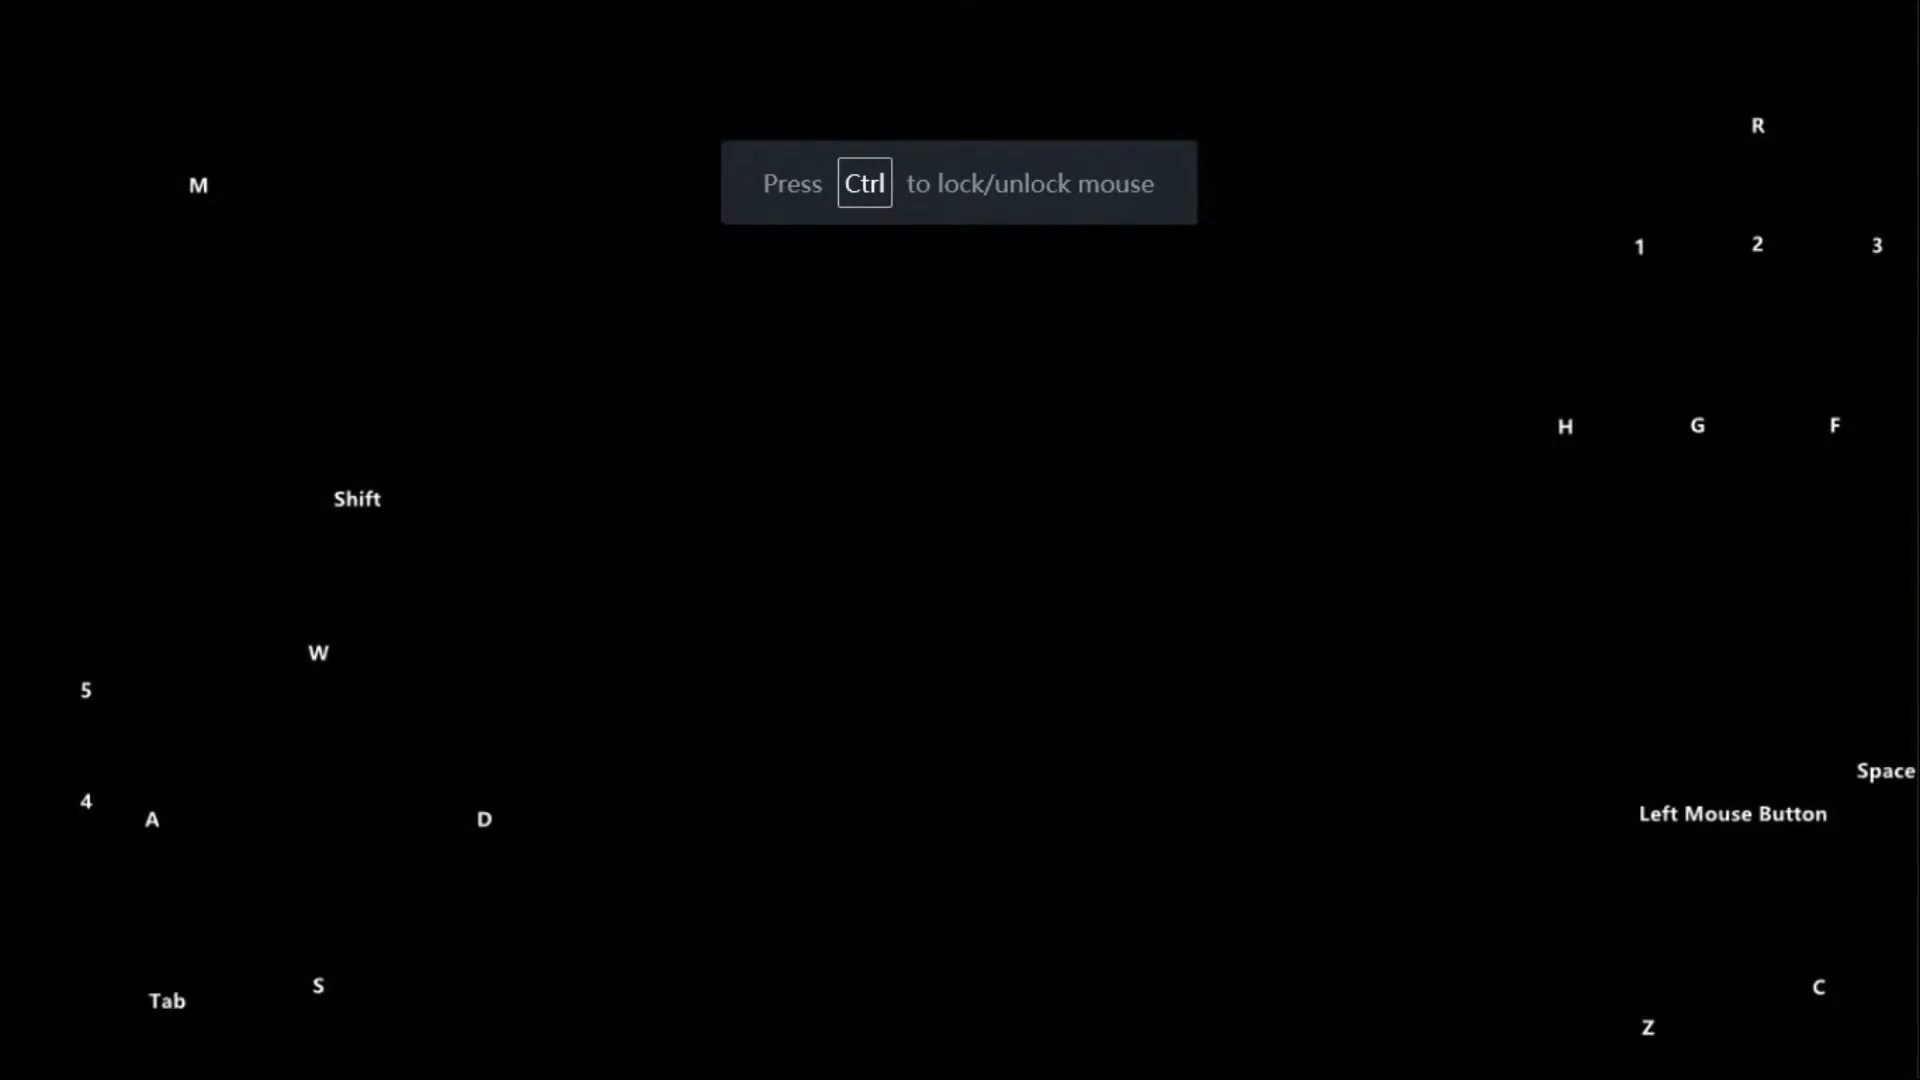 R
M
Press Ctrl to lock/unlock mouse
1 2 3
H G F
Shift
W
5
Space
4
A D
Left Mouse Button
S
C
Tab
Z